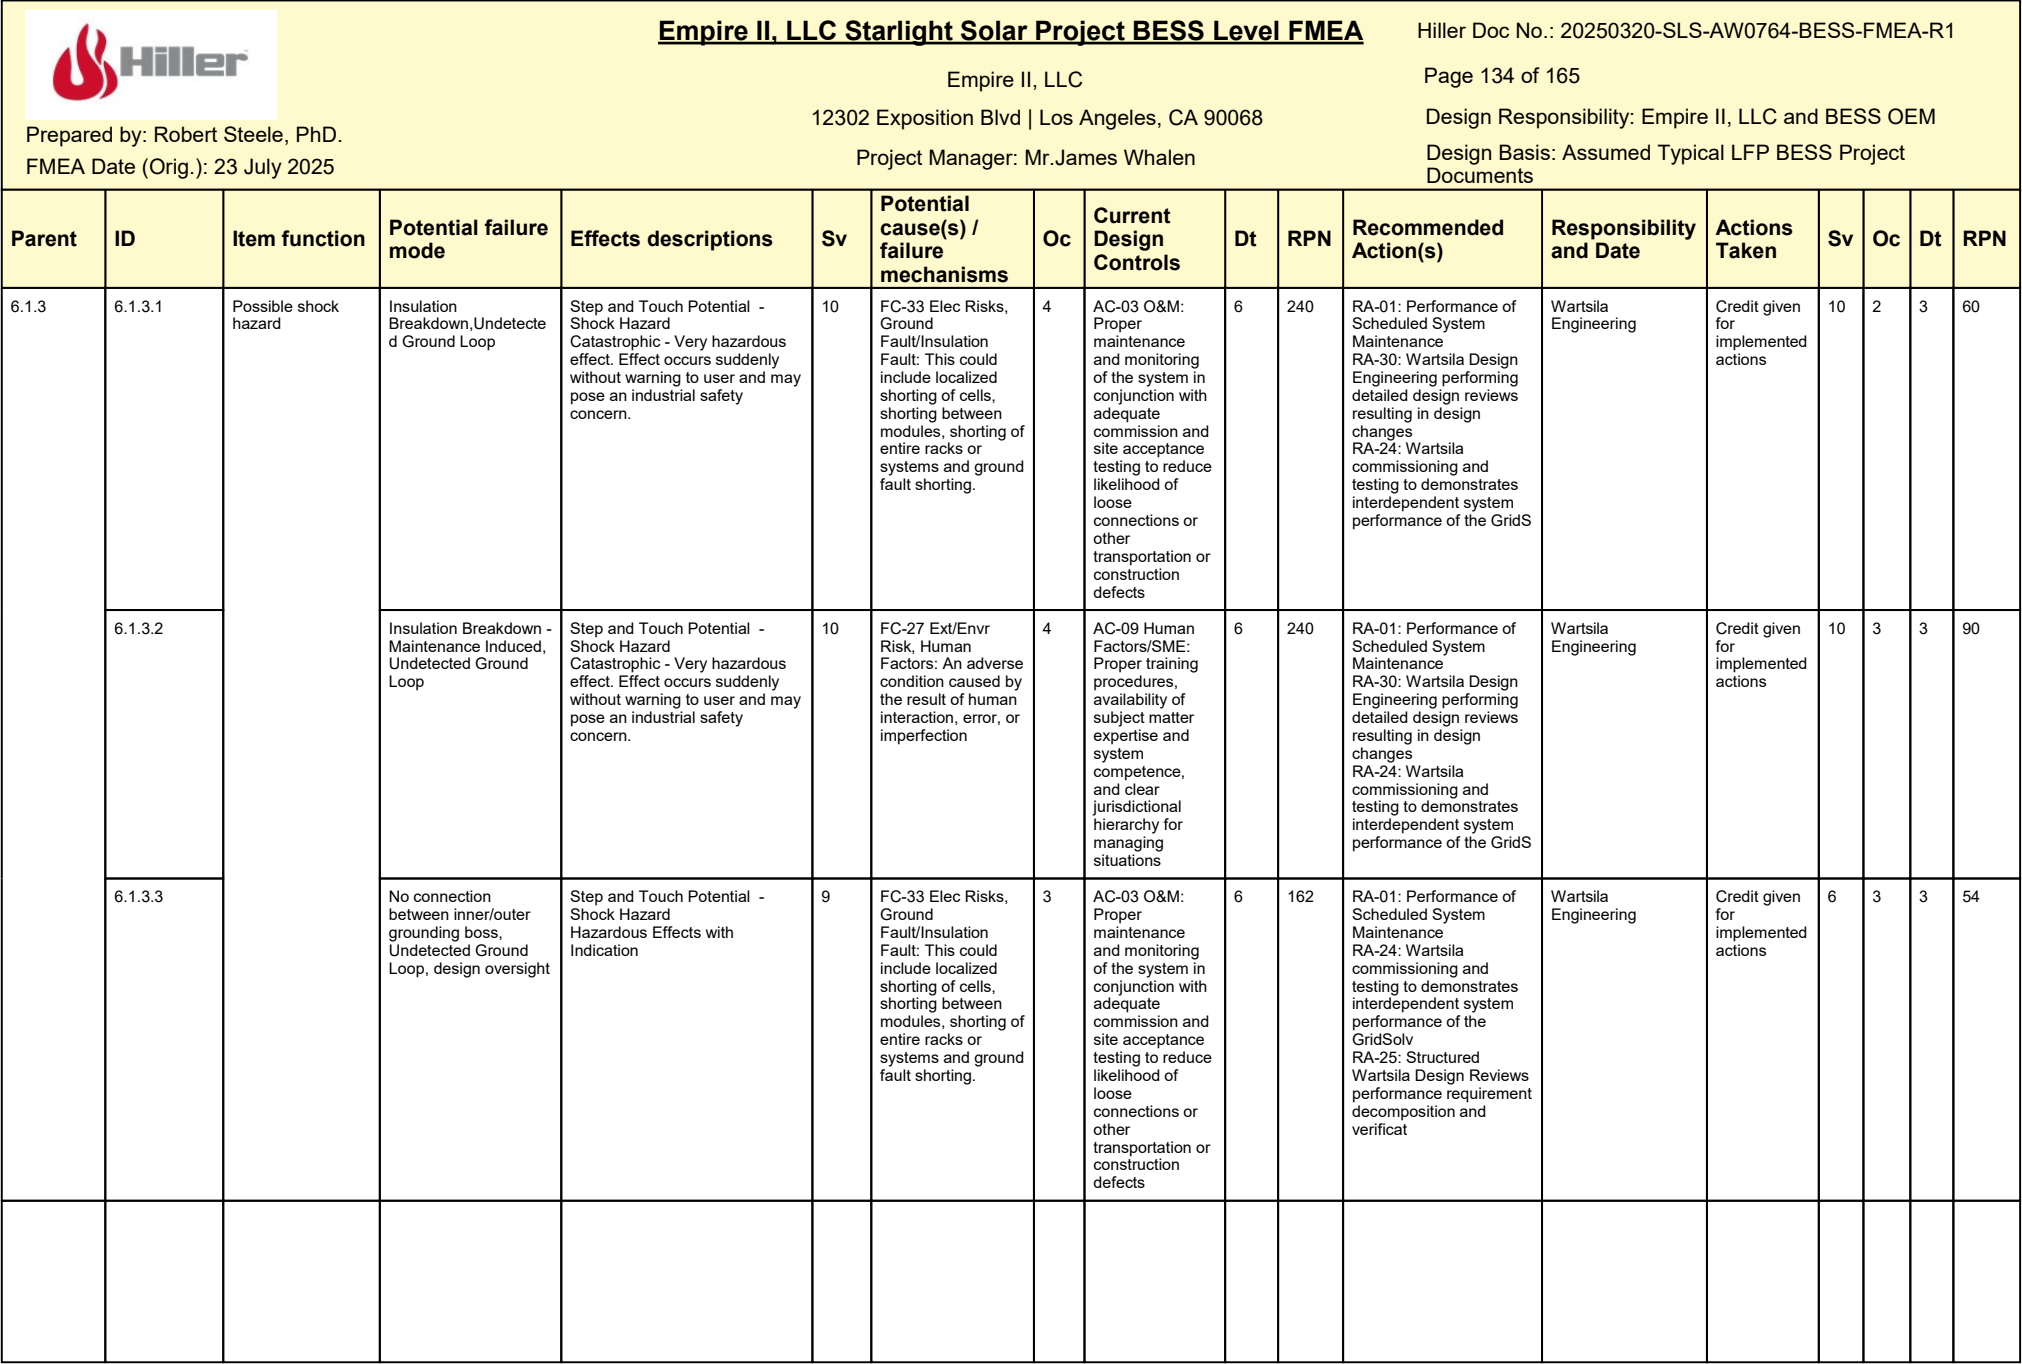 Hiller
Prepared by: Robert Steele, PhD.
FMEA Date (Orig.): 23 July 2025
Empire II, LLC Starlight Solar Project BESS Level FMEA
Empire II, LLC
12302 Exposition Blvd | Los Angeles, CA 90068
Project Manager: Mr.James Whalen
Hiller Doc No.: 20250320-SLS-AW0764-BESS-FMEA-R1
Page 134 of 165
Design Responsibility: Empire II, LLC and BESS OEM
Design Basis: Assumed Typical LFP BESS Project
Documents
Parent
ID
Item function
Potential failure
mode
Effects descriptions
Sv
Potential
cause(s) /
failure
mechanisms
Oc
Current
Design
Controls
Dt
RPN
Recommended
Action(s)
Responsibility
and Date
Actions
Taken
Sv
Oc
Dt
RPN
6.1.3
6.1.3.1
Possible shock
hazard
Insulation
Breakdown,Undetecte
d Ground Loop
Step and Touch Potential  -
Shock Hazard
Catastrophic - Very hazardous
effect. Effect occurs suddenly
without warning to user and may
pose an industrial safety
concern.
10
FC-33 Elec Risks,
Ground
Fault/Insulation
Fault: This could
include localized
shorting of cells,
shorting between
modules, shorting of
entire racks or
systems and ground
fault shorting.
4
AC-03 O&M:
Proper
maintenance
and monitoring
of the system in
conjunction with
adequate
commission and
site acceptance
testing to reduce
likelihood of
loose
connections or
other
transportation or
construction
defects
6
240
RA-01: Performance of
Scheduled System
Maintenance
RA-30: Wartsila Design
Engineering performing
detailed design reviews
resulting in design
changes
RA-24: Wartsila
commissioning and
testing to demonstrates
interdependent system
performance of the GridS
Wartsila
Engineering
Credit given
for
implemented
actions
10
2
3
60
6.1.3.2
Insulation Breakdown -
Maintenance Induced,
Undetected Ground
Loop
Step and Touch Potential  -
Shock Hazard
Catastrophic - Very hazardous
effect. Effect occurs suddenly
without warning to user and may
pose an industrial safety
concern.
10
FC-27 Ext/Envr
Risk, Human
Factors: An adverse
condition caused by
the result of human
interaction, error, or
imperfection
4
AC-09 Human
Factors/SME:
Proper training
procedures,
availability of
subject matter
expertise and
system
competence,
and clear
jurisdictional
hierarchy for
managing
situations
6
240
RA-01: Performance of
Scheduled System
Maintenance
RA-30: Wartsila Design
Engineering performing
detailed design reviews
resulting in design
changes
RA-24: Wartsila
commissioning and
testing to demonstrates
interdependent system
performance of the GridS
Wartsila
Engineering
Credit given
for
implemented
actions
10
3
3
90
6.1.3.3
No connection
between inner/outer
grounding boss,
Undetected Ground
Loop, design oversight
Step and Touch Potential  -
Shock Hazard
Hazardous Effects with
Indication
9
FC-33 Elec Risks,
Ground
Fault/Insulation
Fault: This could
include localized
shorting of cells,
shorting between
modules, shorting of
entire racks or
systems and ground
fault shorting.
3
AC-03 O&M:
Proper
maintenance
and monitoring
of the system in
conjunction with
adequate
commission and
site acceptance
testing to reduce
likelihood of
loose
connections or
other
transportation or
construction
defects
6
162
RA-01: Performance of
Scheduled System
Maintenance
RA-24: Wartsila
commissioning and
testing to demonstrates
interdependent system
performance of the
GridSolv
RA-25: Structured
Wartsila Design Reviews
performance requirement
decomposition and
verificat
Wartsila
Engineering
Credit given
for
implemented
actions
6
3
3
54